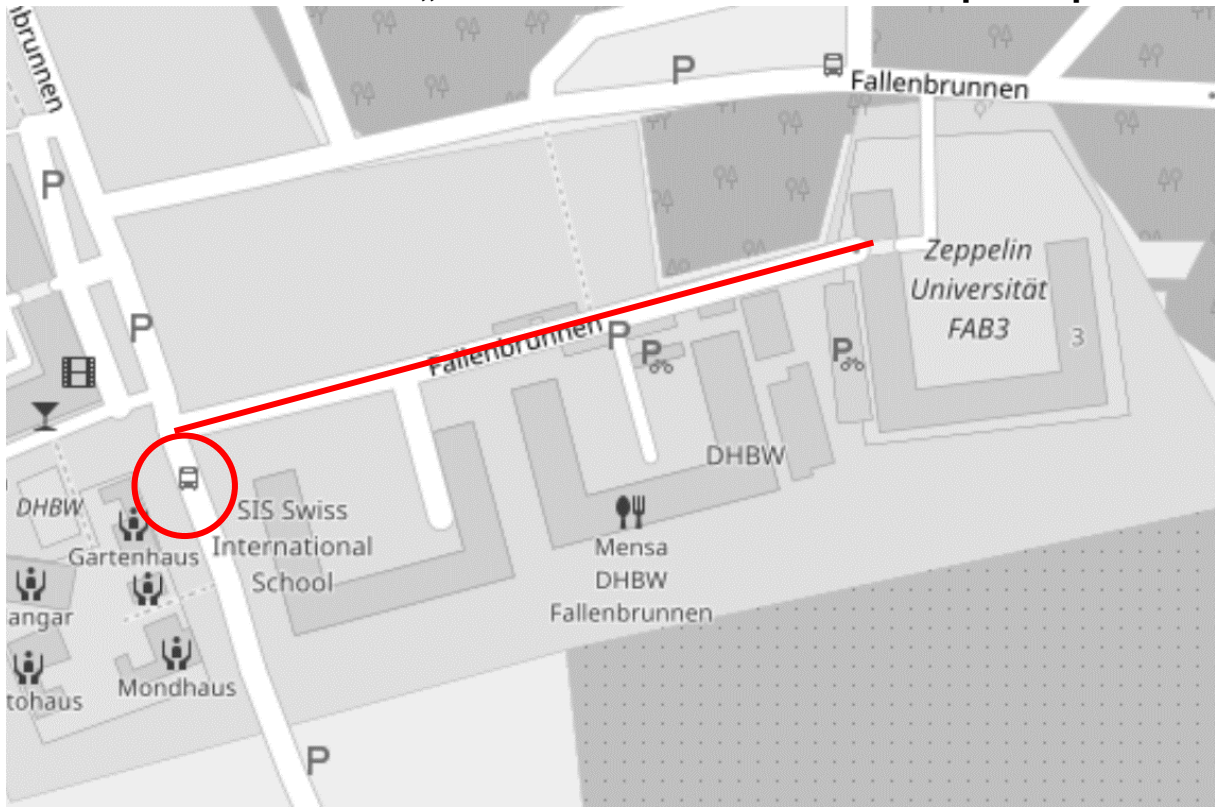 Fallenbrunnen
P
P
Zeppelin
Universität
FAB3
3
P
Fallenbrunnen
P
P
P
DHBW
DHBW
SIS Swiss
International
School
Gartenhaus
Mensa
DHBW
Fallenbrunnen
angar
Mondhaus
tohaus
P